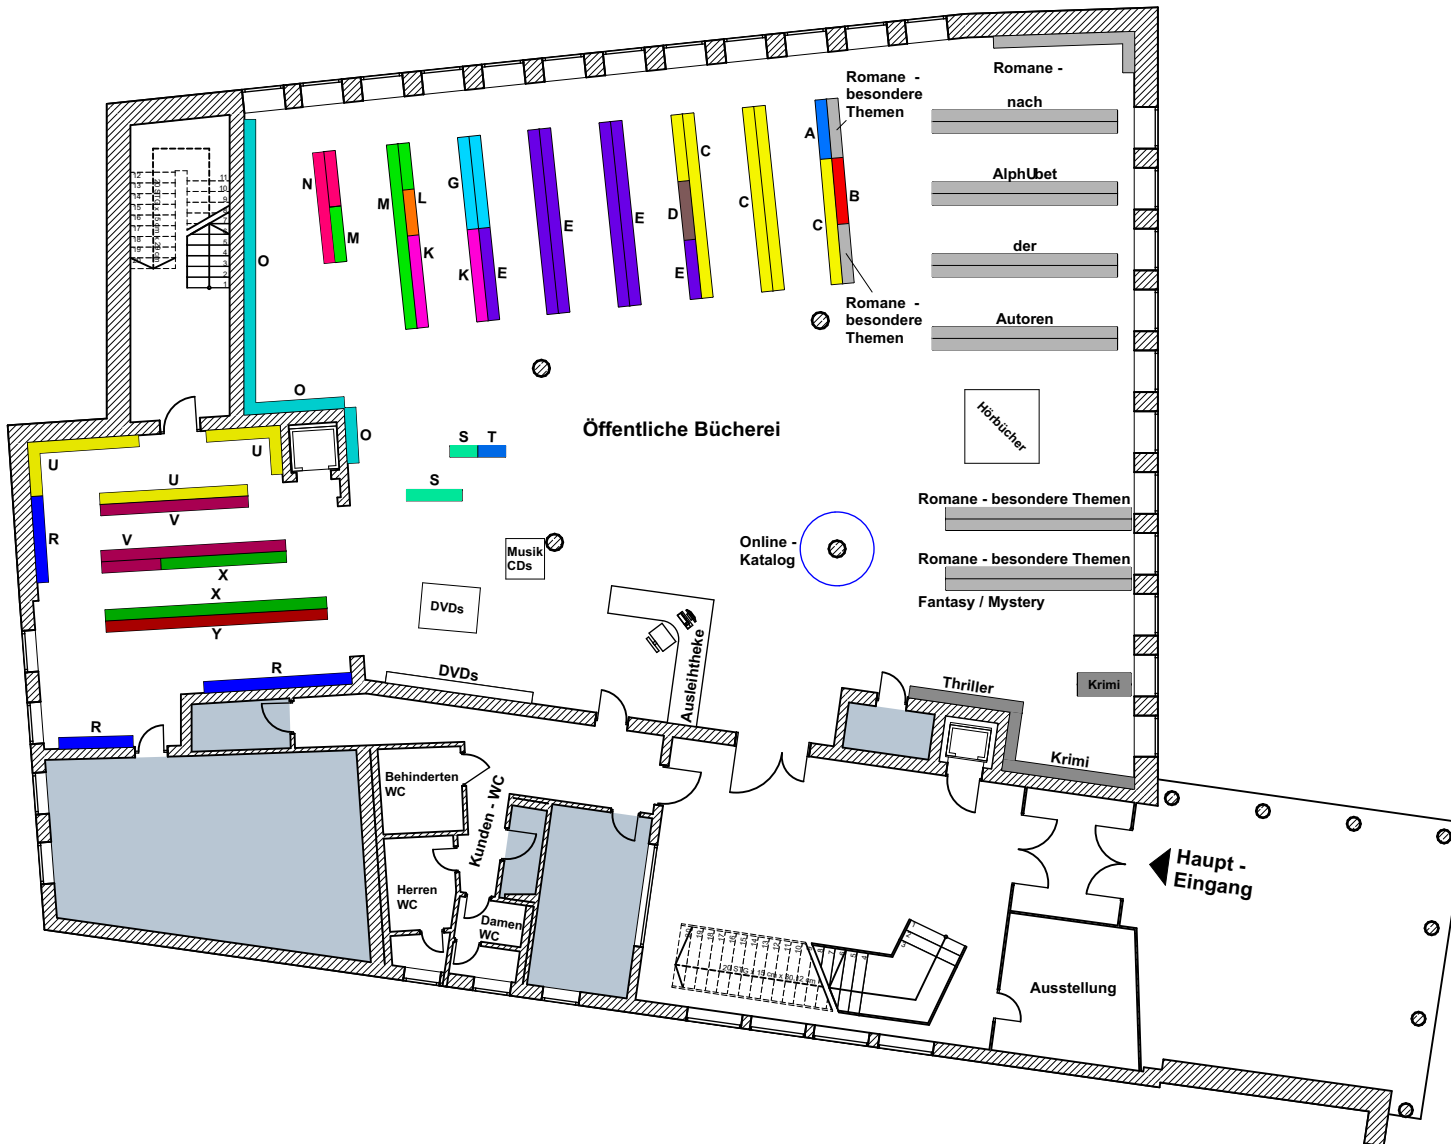 Romane -
Romane -
besondere
Themen
nach
A
N
M
L
K
M
G
K
E
E
E
C
D
E
C
B
C
AlphUbet
der
Romane -
besondere
Themen
Autoren
O
O
O
U
U
U
V
R
V
X
X
Y
R
R
S
T
S
Öffentliche Bücherei
Hörbücher
Romane - besondere Themen
Romane - besondere Themen
Fantasy / Mystery
Online -
Katalog
Musik
CDs
DVDs
DVDs
Ausleihtheke
Thriller
Krimi
Krimi
Behinderten
WC
Kunden - WC
Herren
WC
Damen
WC
Haupt -
Eingang
Ausstellung